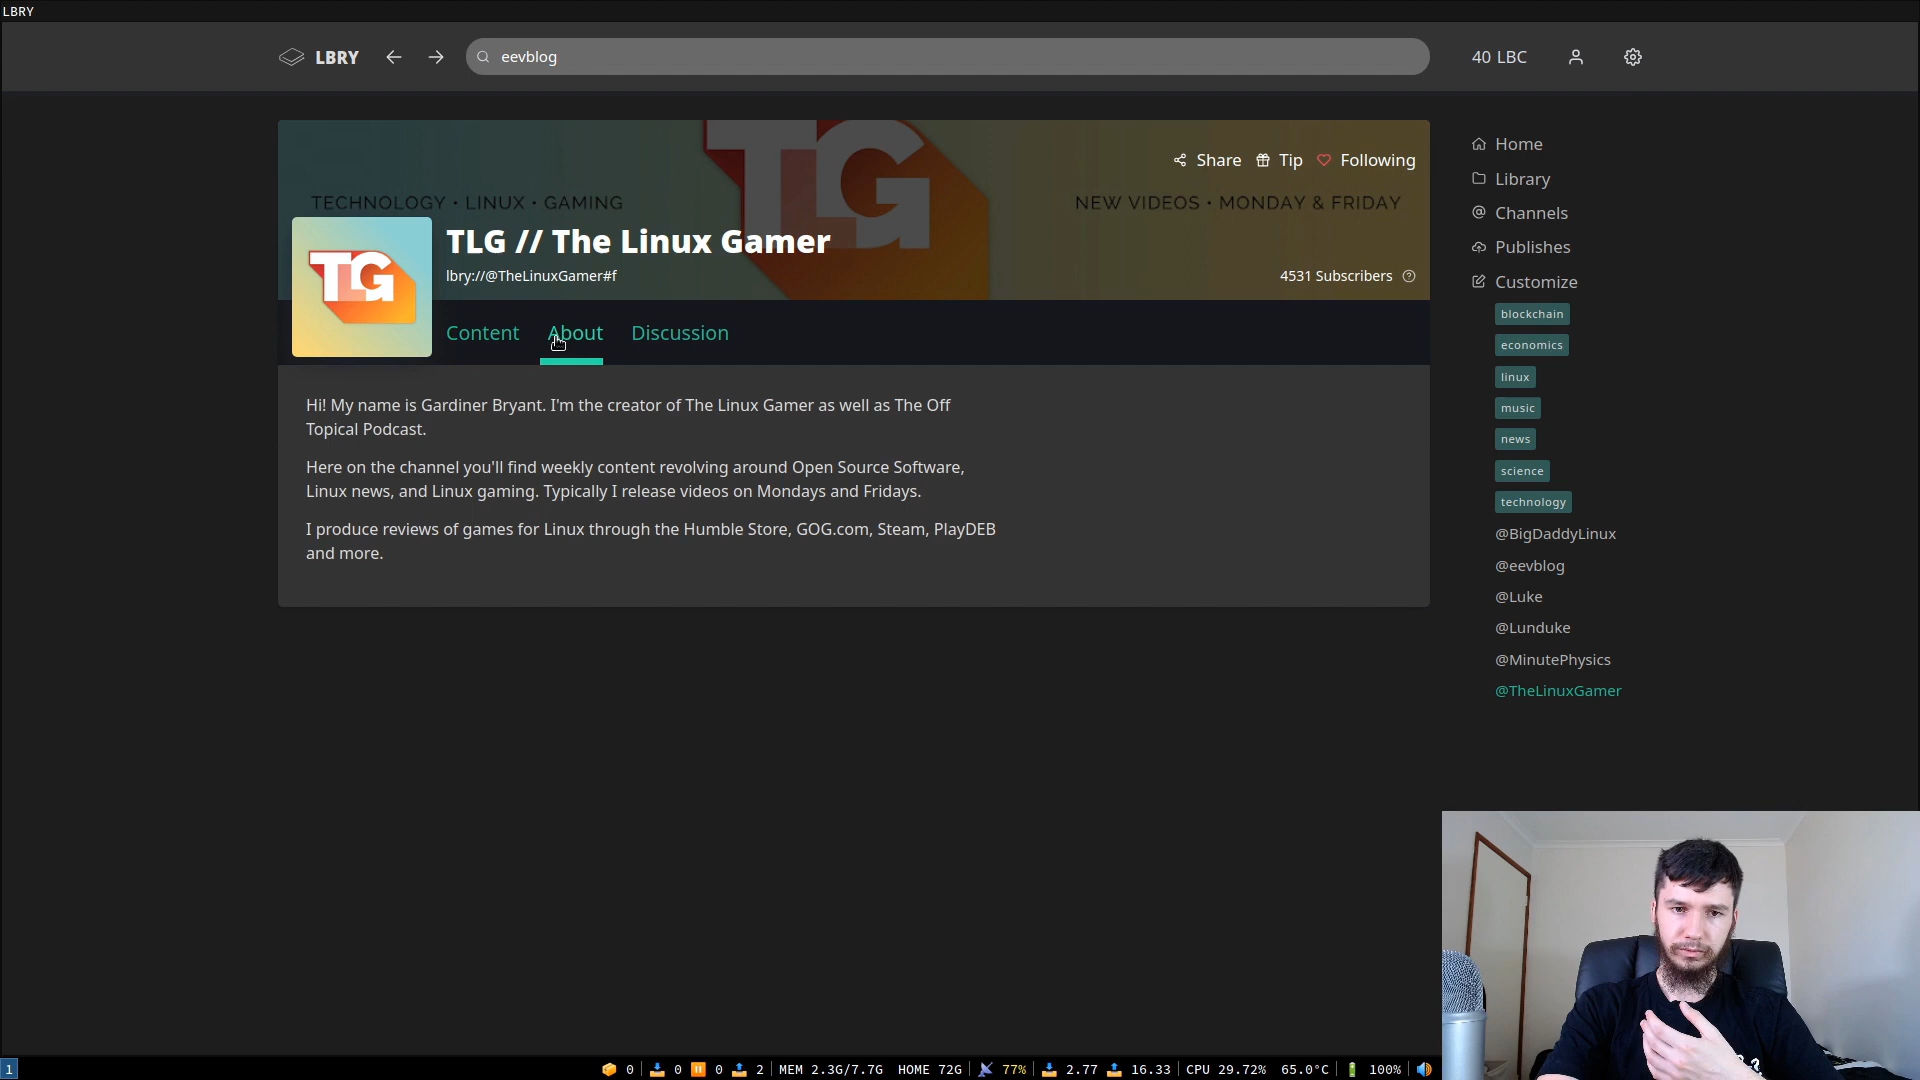 LBRY
LBRY
eevblog
40 LBC
TECHNOLOGY • LINUX • GAMING
TLG
Share
Tip
Following
NEW VIDEOS • MONDAY & FRIDAY
TLG
TLG // The Linux Gamer
lbry://@TheLinuxGamer#f
4531 Subscribers
Content
About
Discussion
Hi! My name is Gardiner Bryant. I'm the creator of The Linux Gamer as well as The Off
Topical Podcast.
Here on the channel you'll find weekly content revolving around Open Source Software,
Linux news, and Linux gaming. Typically I release videos on Mondays and Fridays.
I produce reviews of games for Linux through the Humble Store, GOG.com, Steam, PlayDEB
and more.
Home
Library
Channels
Publishes
Customize
blockchain
economics
linux
music
news
science
technology
@BigDaddyLinux
@eevblog
@Luke
@Lunduke
@MinutePhysics
@TheLinuxGamer
1
0 0 0 2 MEM 2.3G/7.7G HOME 72G 77% 2.77 16.33 CPU 29.72% 65.0°C 100%